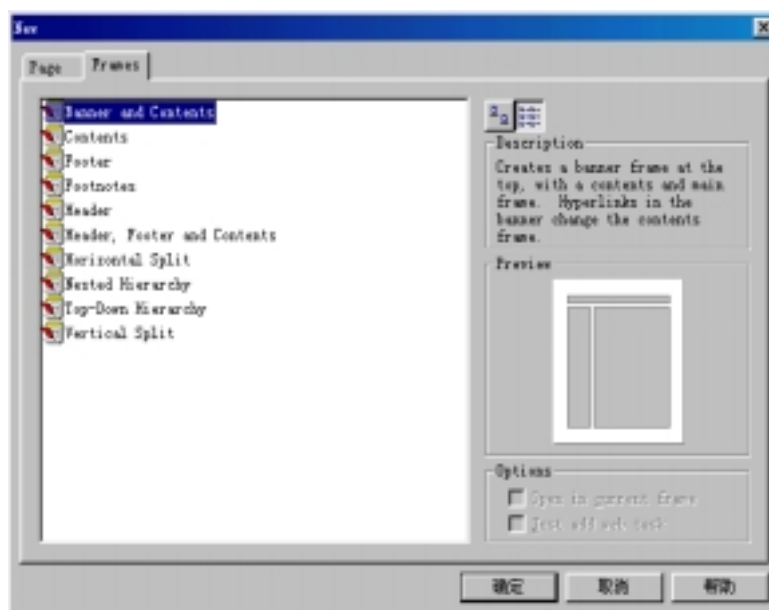 New
Page
Frames
Banner and Contents
Contents
Footer
Footnotes
Header
Header, Footer and Contents
Horizontal Split
Nested Hierarchy
Top-Down Hierarchy
Vertical Split
Description
Creates a banner frame at the
top, with a contents and main
frame. Hyperlinks in the
banner change the contents
frame.
Preview
Options
Open in current frame
Just add web task
确定
取消
帮助